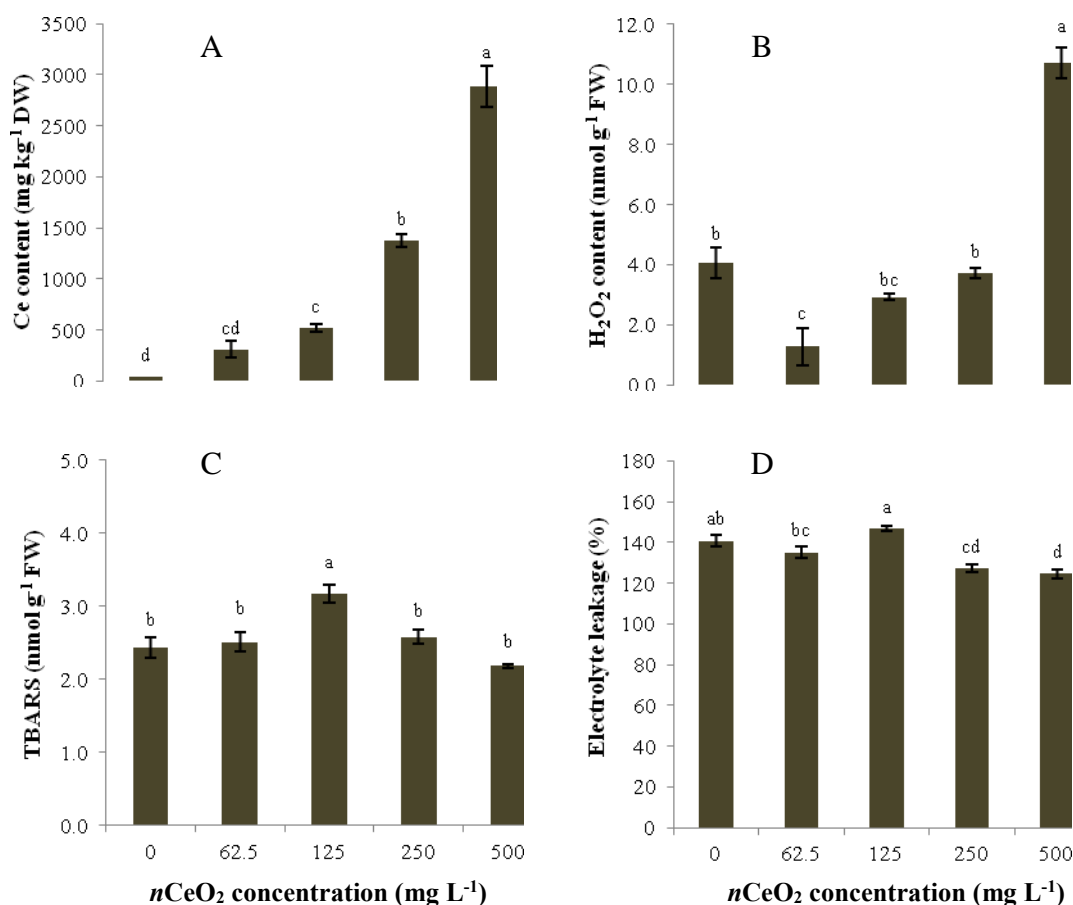 A
Ce content (mg kg⁻¹ DW)
3500
3000
2500
2000
1500
1000
500
0
d
cd
c
b
a
B
H₂O₂ content (nmol g⁻¹ FW)
12.0
10.0
8.0
6.0
4.0
2.0
0.0
b
c
bc
b
a
C
TBARS (nmol g⁻¹ FW)
5.0
4.0
3.0
2.0
1.0
0.0
b
b
a
b
b
0 62.5 125 250 500
nCeO₂ concentration (mg L⁻¹)
D
Electrolyte leakage (%)
180
160
140
120
100
80
60
40
20
0
ab
bc
a
cd
d
0 62.5 125 250 500
nCeO₂ concentration (mg L⁻¹)